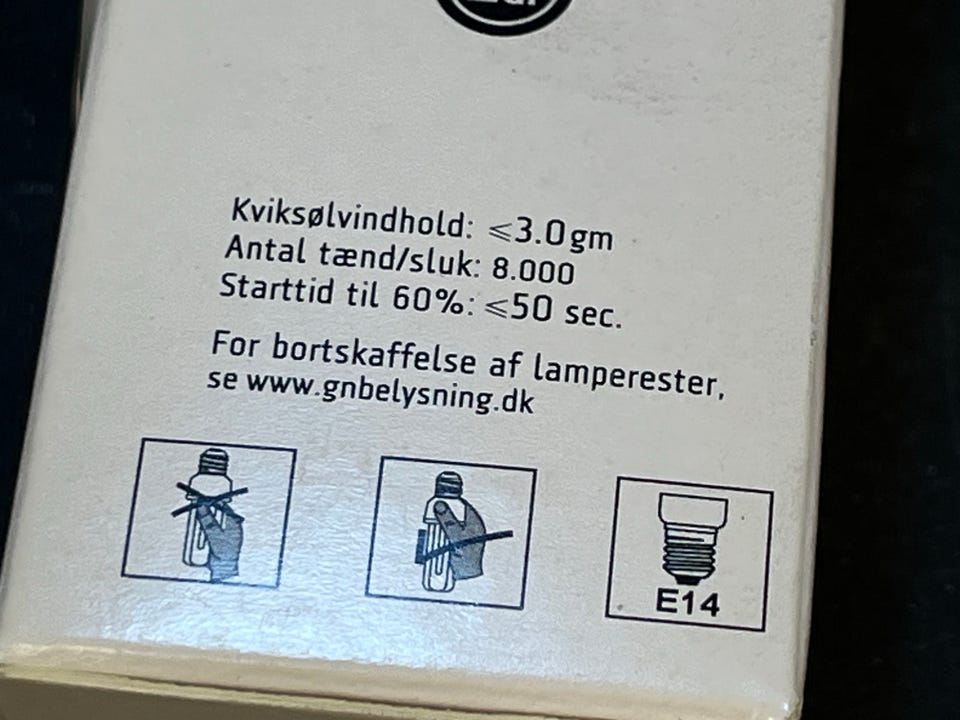 Kviksølvindhold: ⩽3.0gm
Antal tænd/sluk: 8.000
Starttid til 60%: ⩽50 sec.
For bortskaffelse af lamperester,
se www.gnbelysning.dk
E14